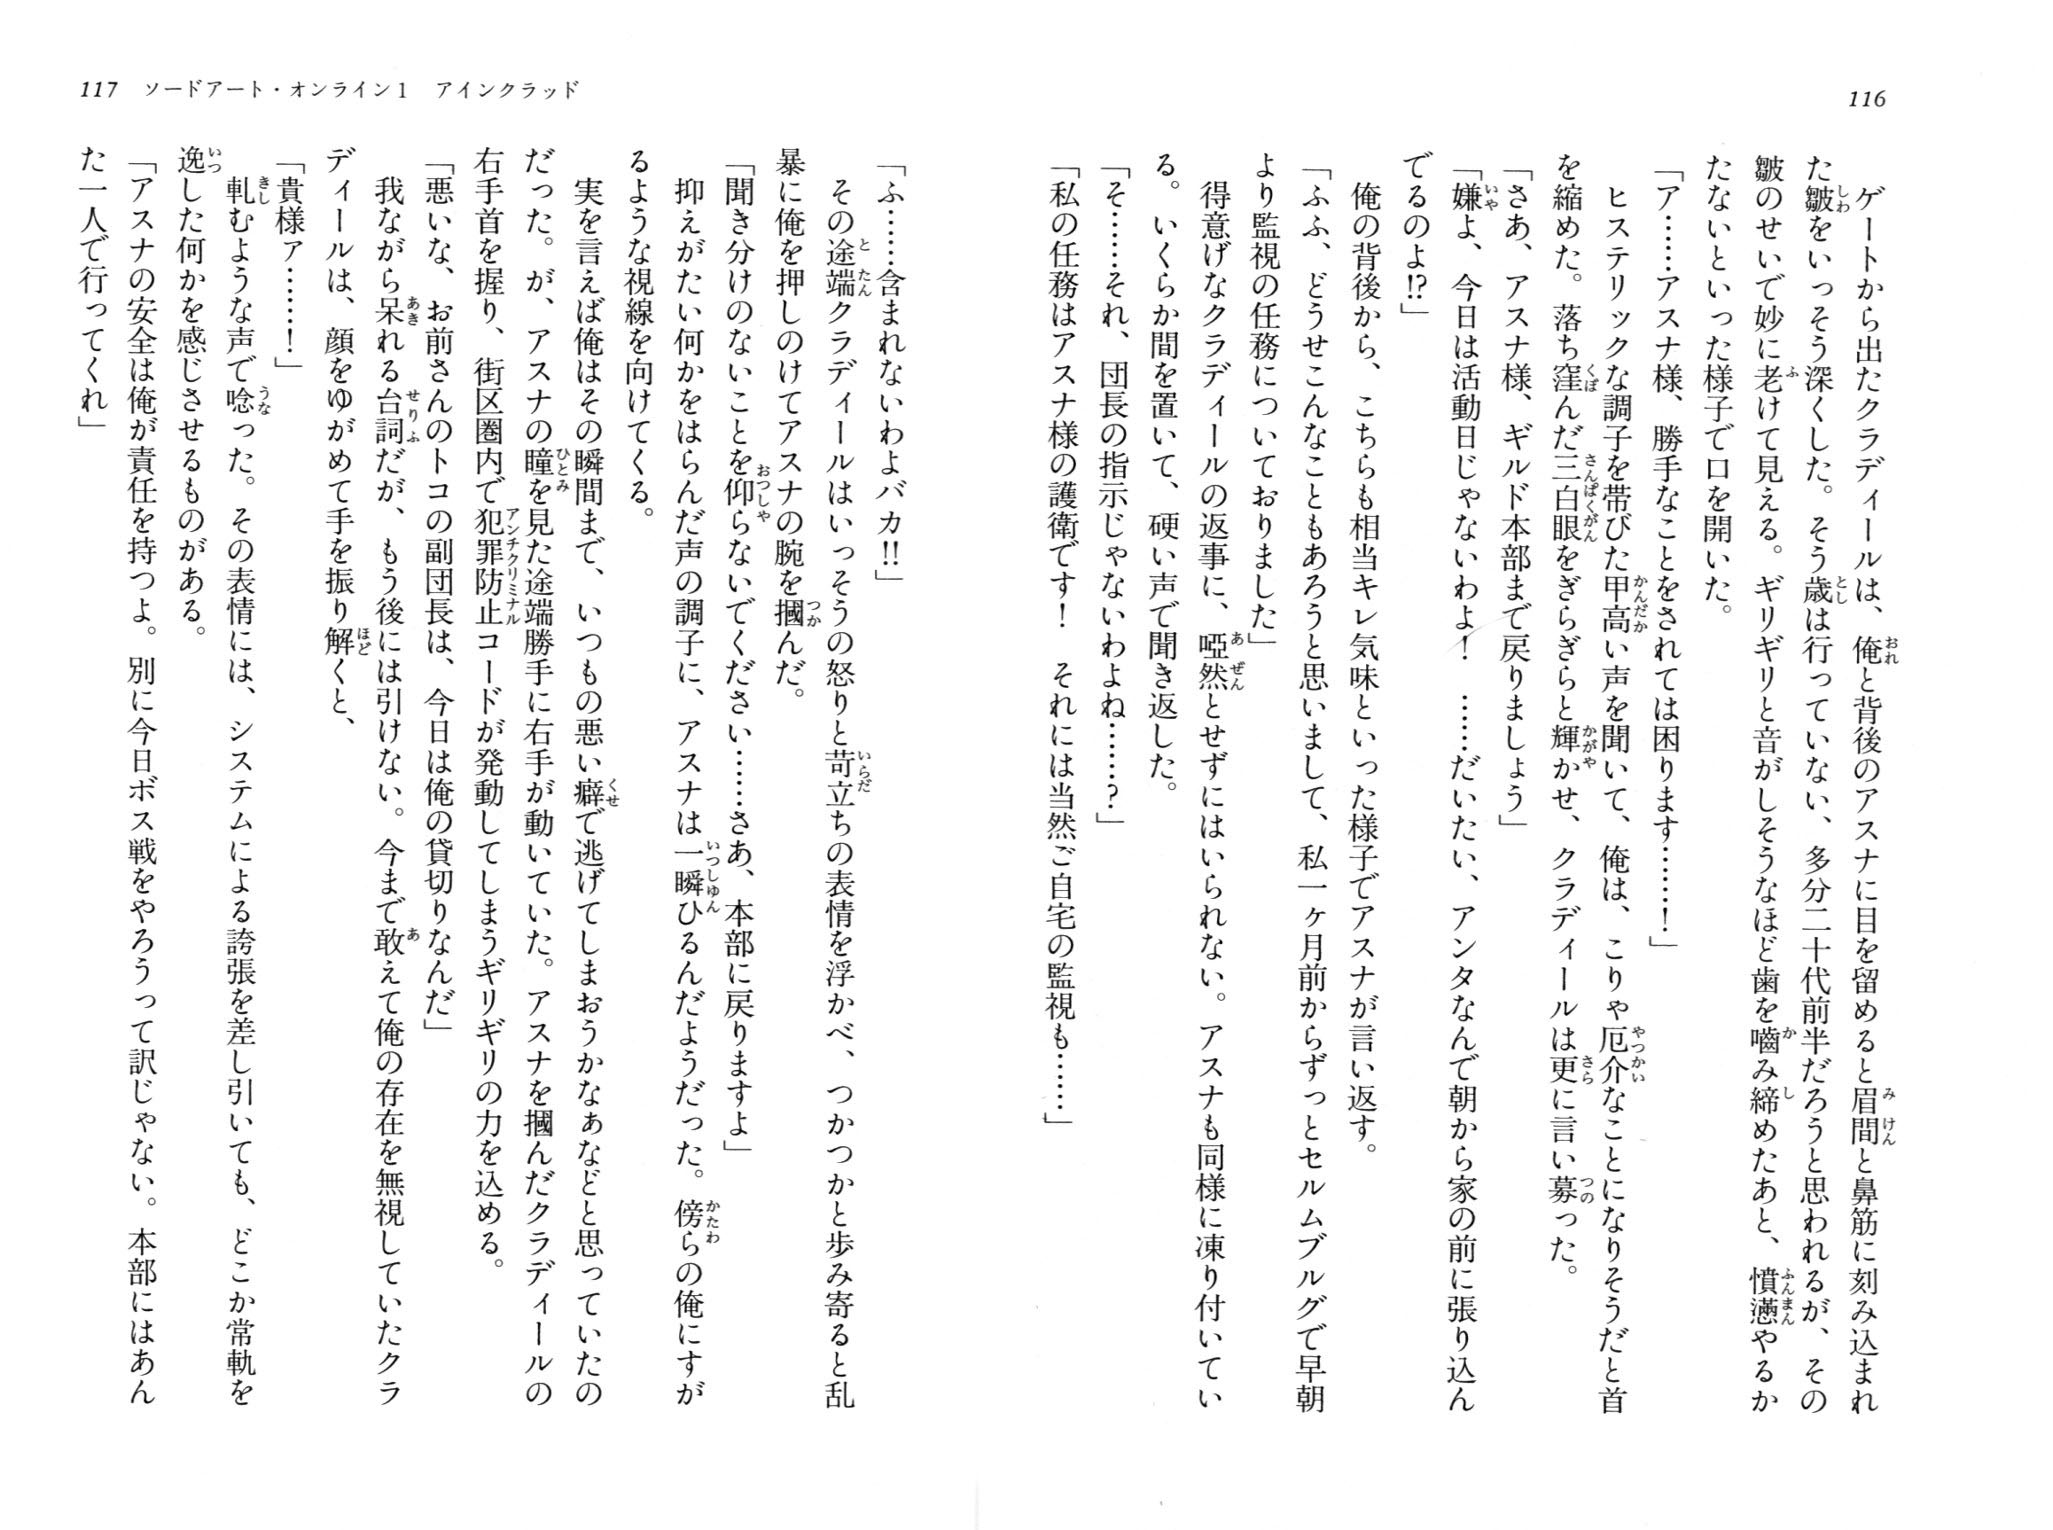 116
ゲートから出たクラディールは、俺と背後のアスナに目を留めると眉間と鼻筋に刻み込まれ
た皺をいっそう深くした。そう歳は行っていない、多分二十代前半だろうと思われるが、その
皺のせいで妙に老けて見える。ギリギリと音がしそうなほど歯を嚙み締めたあと、憤懣やるか
たないといった様子で口を開いた。
「ア……アスナ様、勝手なことをされては困ります………！」
ヒステリックな調子を帯びた甲高い声を聞いて、俺は、こりゃ厄介なことになりそうだと首
を縮めた。落ち窪んだ三白眼をぎらぎらと輝かせ、クラディールは更に言い募った。
「さあ、アスナ様、ギルド本部まで戻りましょう」
「嫌よ、今日は活動日じゃないわよ！　……だいたい、アンタなんで朝から家の前に張り込ん
でるのよ!?」
俺の背後から、こちらも相当キレ気味といった様子でアスナが言い返す。
「ふふ、どうせこんなこともあろうと思いまして、私一ヶ月前からずっとセルムブルグで早朝
より監視の任務についておりました」
得意げなクラディールの返事に、啞然とせずにはいられない。アスナも同様に凍り付いてい
る。いくらか間を置いて、硬い声で聞き返した。
「そ……それ、団長の指示じゃないわよね……？」
「私の任務はアスナ様の護衛です！　それには当然ご自宅の監視も……」
117　ソードアート・オンライン1　アインクラッド
「ふ……含まれないわよバカ!!」
その途端クラディールはいっそうの怒りと苛立ちの表情を浮かべ、つかつかと歩み寄ると乱
暴に俺を押しのけてアスナの腕を摑んだ。
「聞き分けのないことを仰らないでください……さあ、本部に戻りますよ」
抑えがたい何かをはらんだ声の調子に、アスナは一瞬ひるんだようだった。傍らの俺にすが
るような視線を向けてくる。
実を言えば俺はその瞬間まで、いつもの悪い癖で逃げてしまおうかなぁなどと思っていたの
だった。が、アスナの瞳を見た途端勝手に右手が動いていた。アスナを摑んだクラディールの
右手首を握り、街区圏内で犯罪防止コードが発動してしまうギリギリの力を込める。
「悪いな、お前さんのトコの副団長は、今日は俺の貸切りなんだ」
我ながら呆れる台詞だが、もう後には引けない。今まで敢えて俺の存在を無視していたクラ
ディールは、顔をゆがめて手を振り解くと、
「貴様ァ……！」
軋むような声で唸った。その表情には、システムによる誇張を差し引いても、どこか常軌を
逸した何かを感じさせるものがある。
「アスナの安全は俺が責任を持つよ。別に今日ボス戦をやろうって訳じゃない。本部にはあん
た一人で行ってくれ」